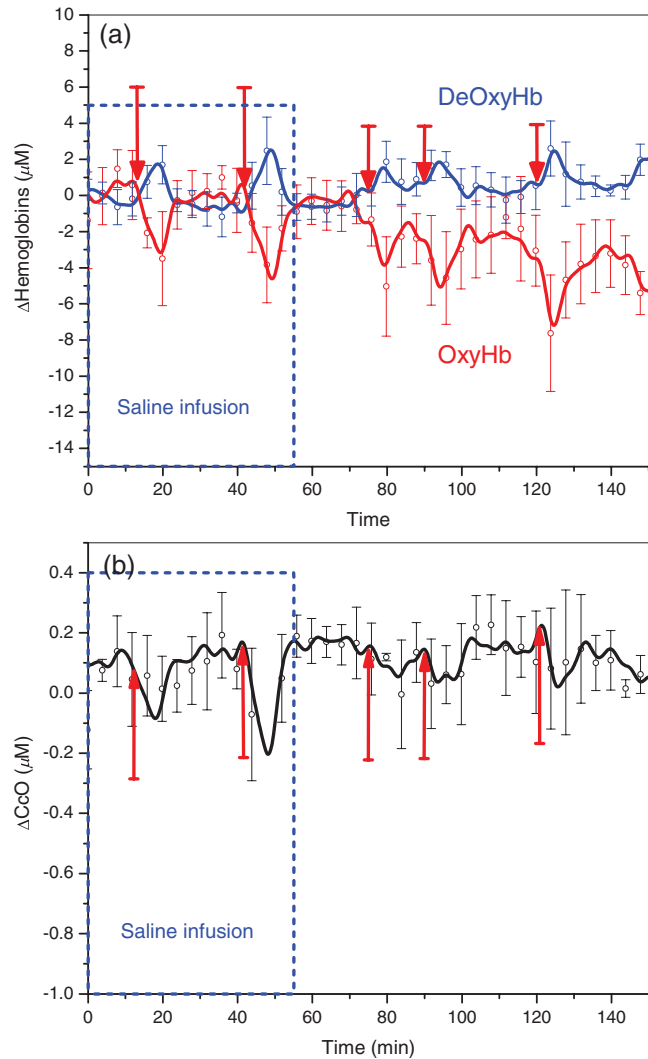 (a)
DeOxyHb
OxyHb
Saline infusion
ΔHemoglobins (μM)
10
8
6
4
2
0
-2
-4
-6
-8
-10
-12
-14
0 20 40 60 80 100 120 140
Time
(b)
Saline infusion
ΔCcO (μM)
0.4
0.2
0.0
-0.2
-0.4
-0.6
-0.8
-1.0
0 20 40 60 80 100 120 140
Time (min)